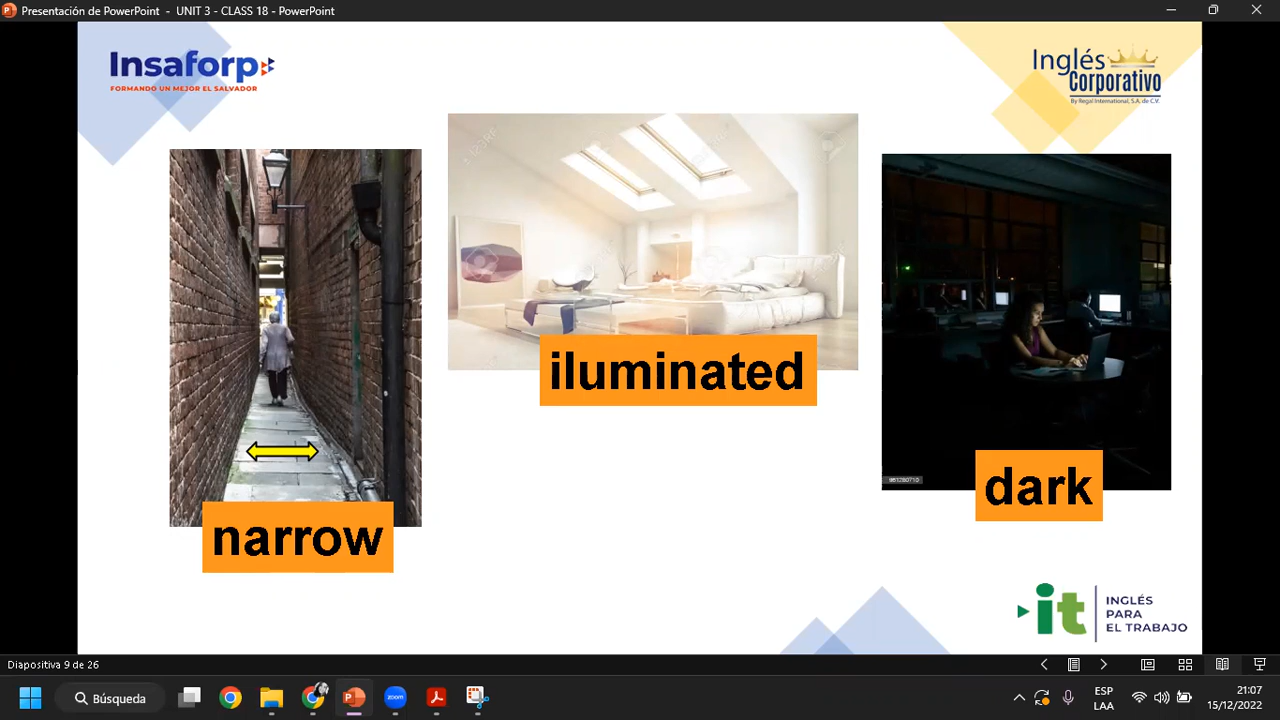 Presentación de PowerPoint - UNIT 3 - CLASS 18 - PowerPoint
Insaforp
FORMANDO UN MEJOR EL SALVADOR
Inglés
Corporativo
By Regal International, S.A. de C.V.
narrow
iluminated
dark
it
INGLÉS
PARA
EL TRABAJO
Diapositiva 9 de 26
Búsqueda
zoom
ESP
LAA
21:07
15/12/2022